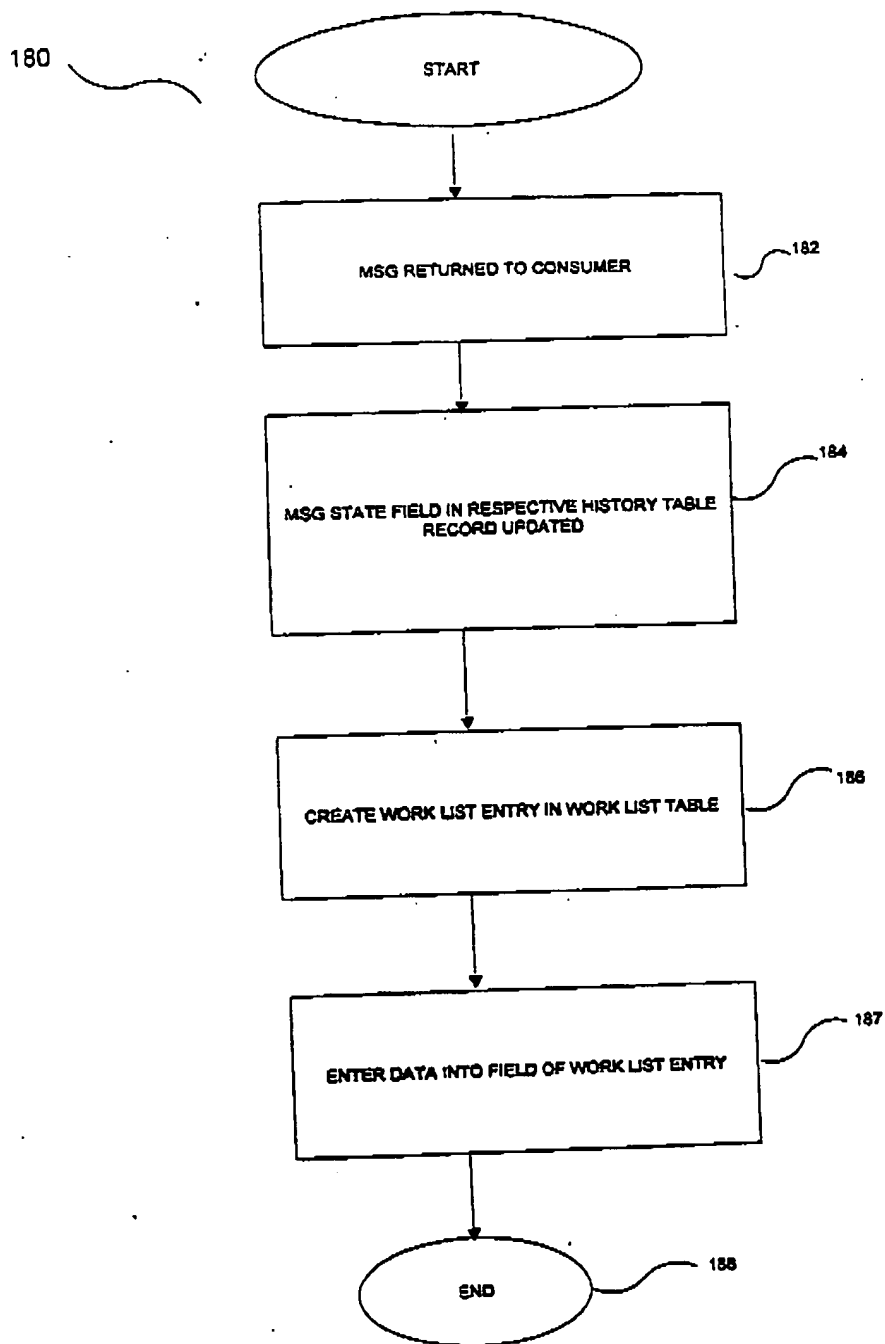 180
START
MSG RETURNED TO CONSUMER
182
MSG STATE FIELD IN RESPECTIVE HISTORY TABLE
RECORD UPDATED
184
CREATE WORK LIST ENTRY IN WORK LIST TABLE
186
ENTER DATA INTO FIELD OF WORK LIST ENTRY
187
END
188